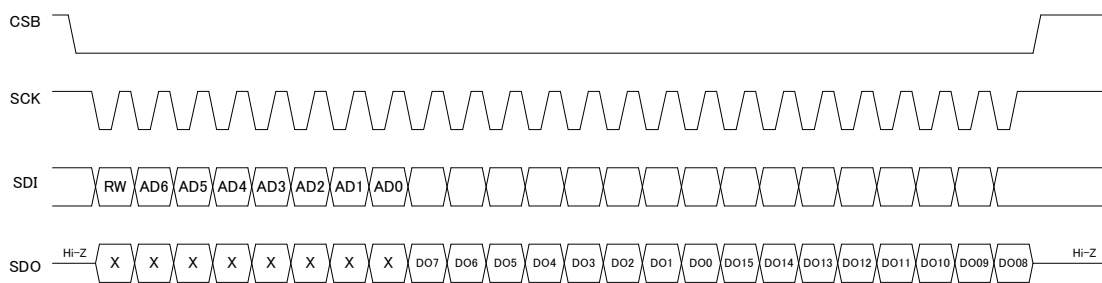 CSB
SCK
SDI RW AD6 AD5 AD4 AD3 AD2 AD1 AD0
SDO Hi-Z X X X X X X X X DO7 DO6 DO5 DO4 DO3 DO2 DO1 DO0 DO15 DO14 DO13 DO12 DO11 DO10 DO09 DO08 Hi-Z